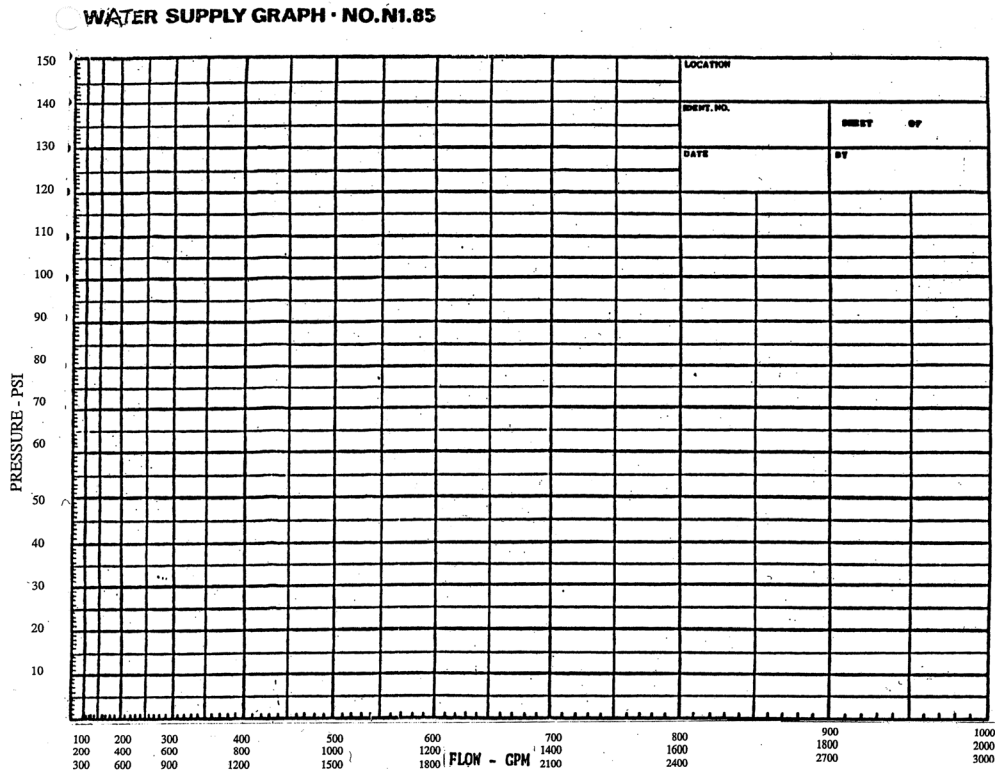 WATER SUPPLY GRAPH · NO.N1.85
LOCATION
IDENT. NO.
SHEET OF
DATE
BY
150
140
130
120
110
100
90
80
70
60
50
40
30
20
10
PRESSURE - PSI
100 200 300 400 500 600 700 800 900 1000
200 400 600 800 1000 1200 1400 1600 1800 2000
300 600 900 1200 1500 1800 2100 2400 2700 3000
FLOW - GPM